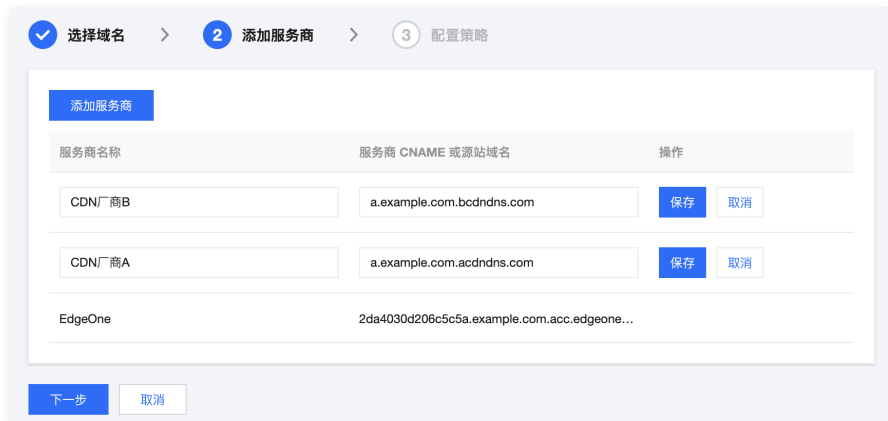 选择域名 2 添加服务商 3 配置策略
添加服务商
服务商名称 服务商 CNAME 或源站域名 操作
CDN厂商B a.example.com.bcdndns.com 保存 取消
CDN厂商A a.example.com.acdndns.com 保存 取消
EdgeOne 2da4030d206c5c5a.example.com.acc.edgeone...
下一步 取消